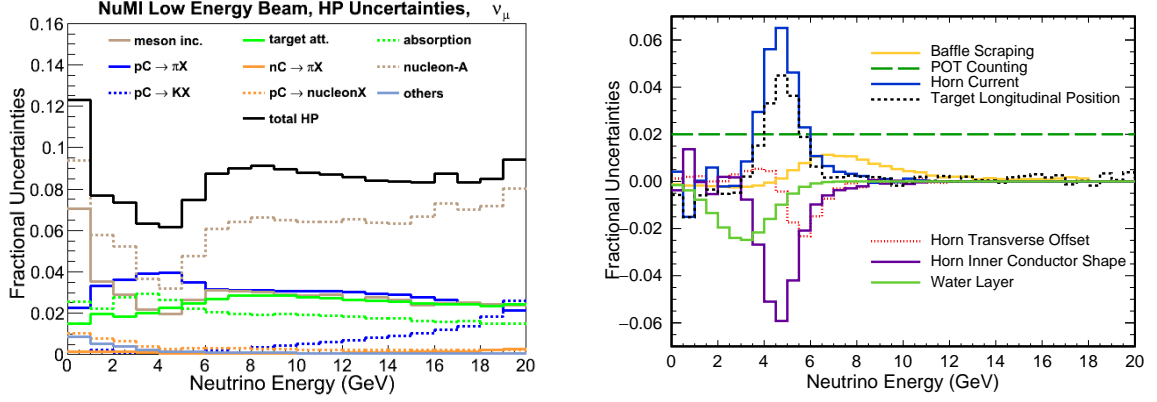 NuMI Low Energy Beam, HP Uncertainties, νμ
Fractional Uncertainties
0.16
0.14
0.12
0.1
0.08
0.06
0.04
0.02
0
meson inc.
target att.
absorption
pC → πX
nC → πX
nucleon-A
pC → KX
pC → nucleonX
others
total HP
0 2 4 6 8 10 12 14 16 18 20
Neutrino Energy (GeV)
Fractional Uncertainties
0.06
0.04
0.02
0.00
−0.02
−0.04
−0.06
Baffle Scraping
POT Counting
Horn Current
Target Longitudinal Position
Horn Transverse Offset
Horn Inner Conductor Shape
Water Layer
0 2 4 6 8 10 12 14 16 18 20
Neutrino Energy (GeV)